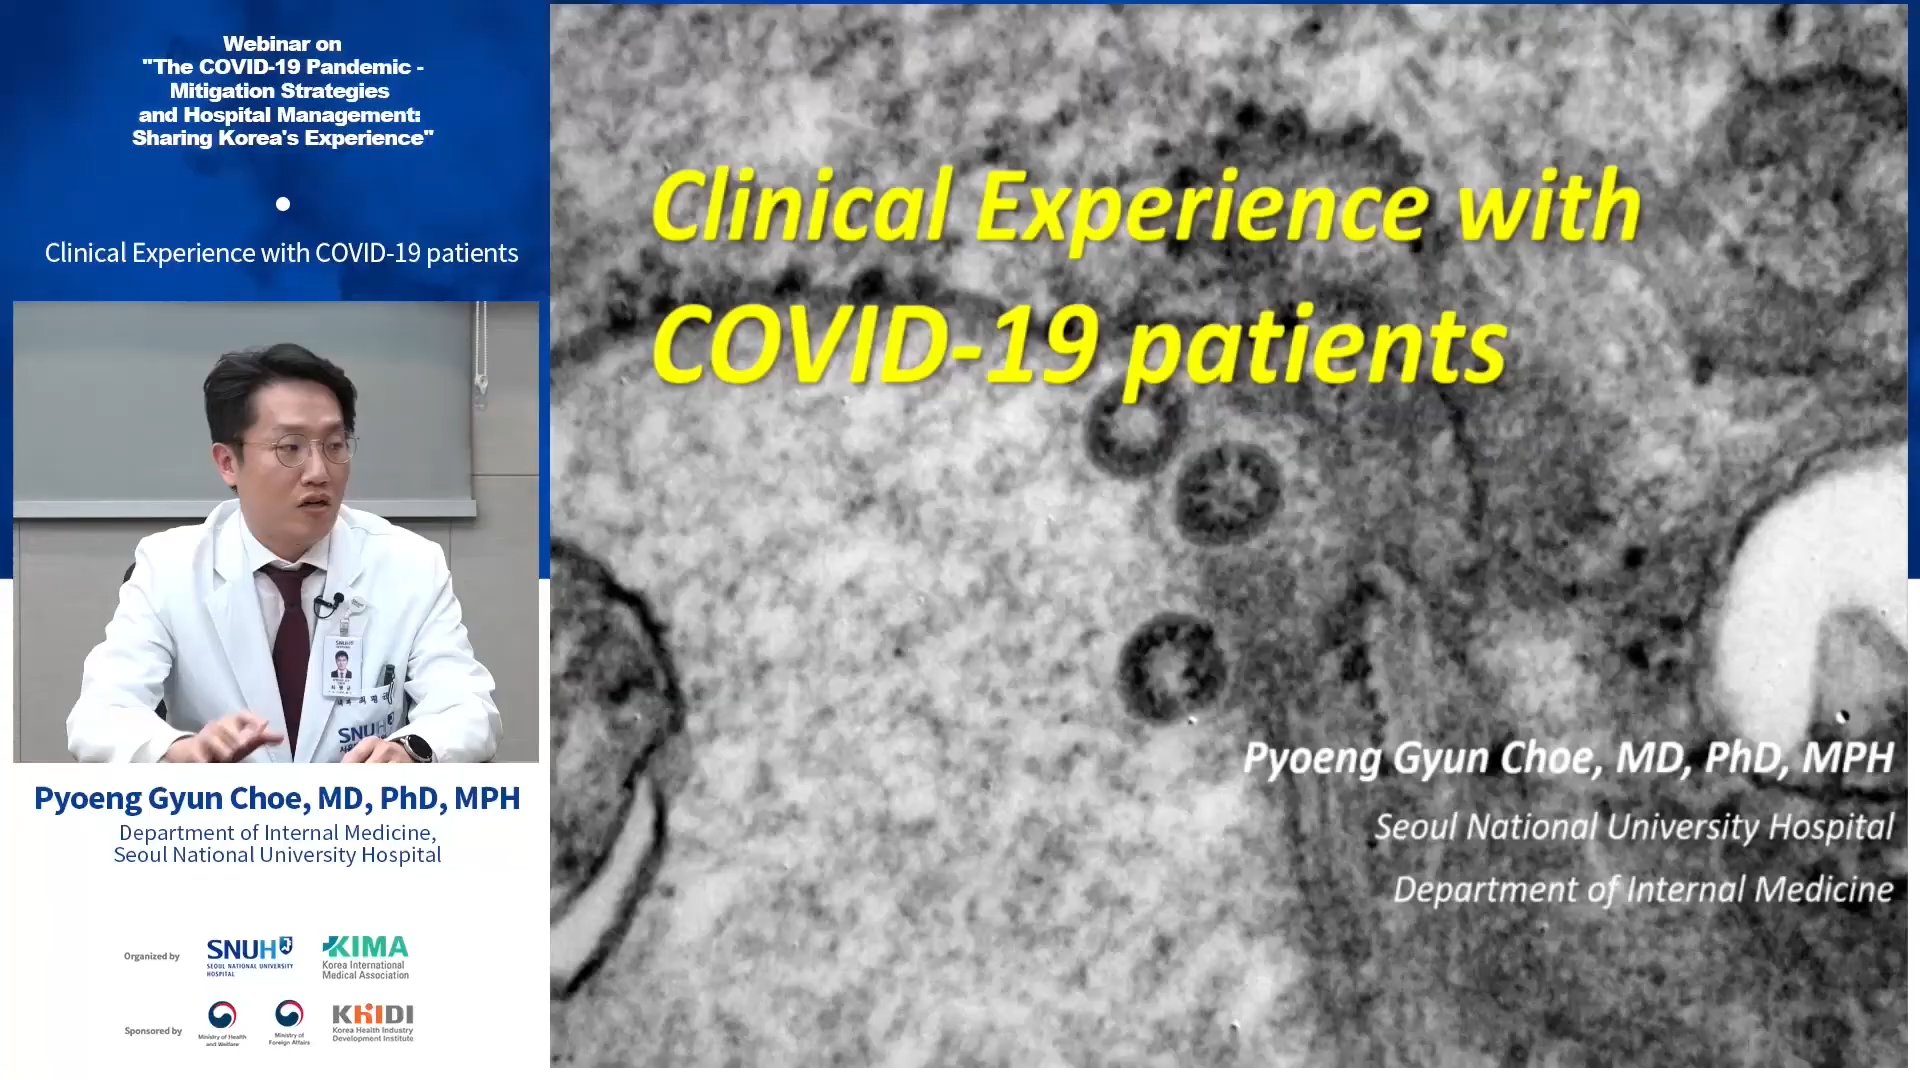 Webinar on
"The COVID-19 Pandemic -
Mitigation Strategies
and Hospital Management:
Sharing Korea's Experience"
Clinical Experience with COVID-19 patients
SNUH
Pyoeng Gyun Choe, MD, PhD, MPH
Department of Internal Medicine,
Seoul National University Hospital
Organized by
SNUH
SEOUL NATIONAL UNIVERSITY
HOSPITAL
KIMA
Korea International
Medical Association
Sponsored by
Ministry of Health
and Welfare
Ministry of
Foreign Affairs
KHIDI
Korea Health Industry
Development Institute
Clinical Experience with
COVID-19 patients
Pyoeng Gyun Choe, MD, PhD, MPH
Seoul National University Hospital
Department of Internal Medicine